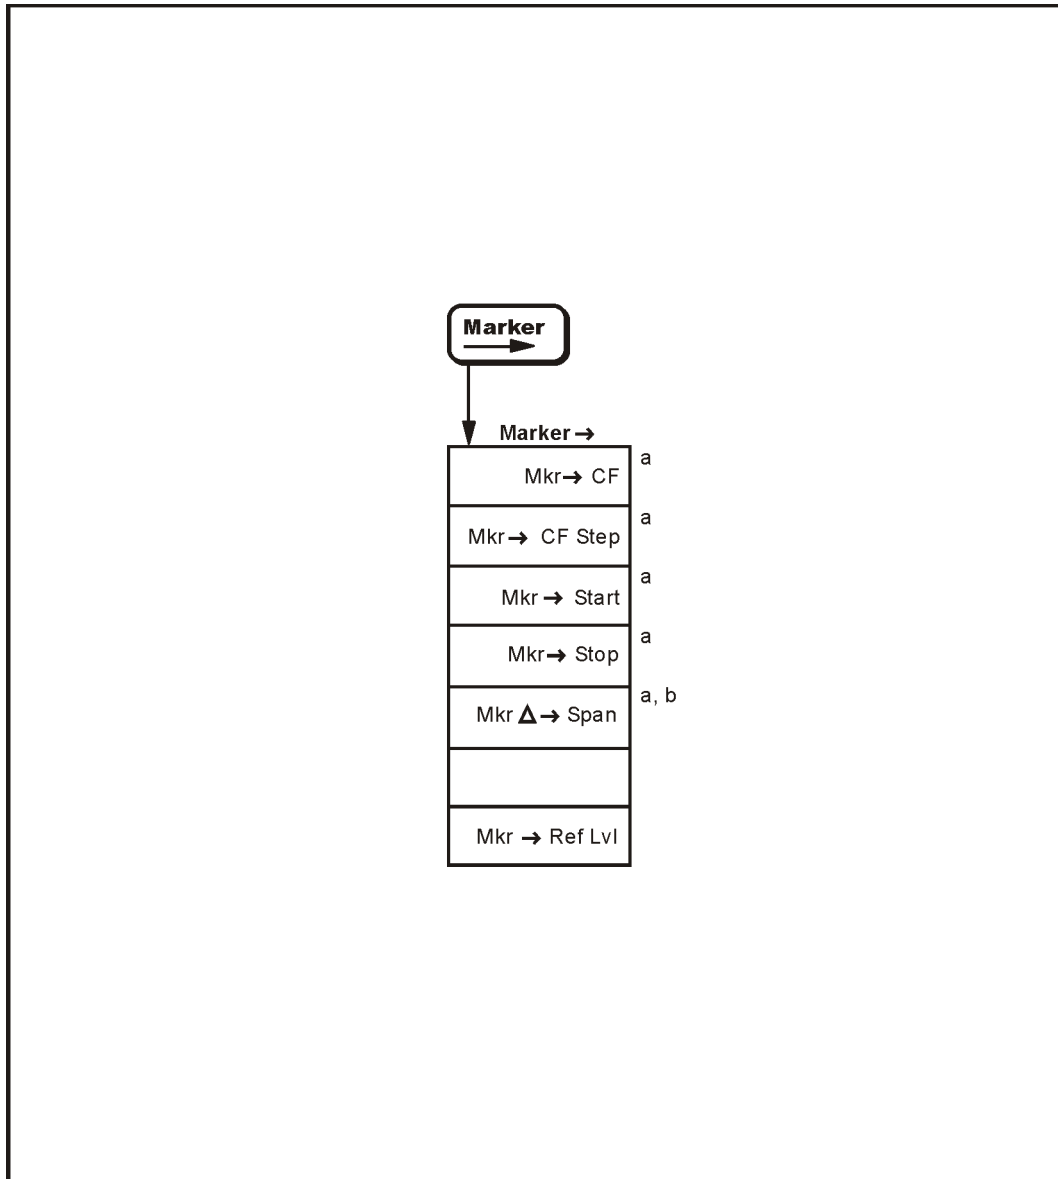 Marker
Marker →
Mkr → CF a
Mkr → CF Step a
Mkr → Start a
Mkr → Stop a
Mkr Δ → Span a, b
Mkr → Ref Lvl